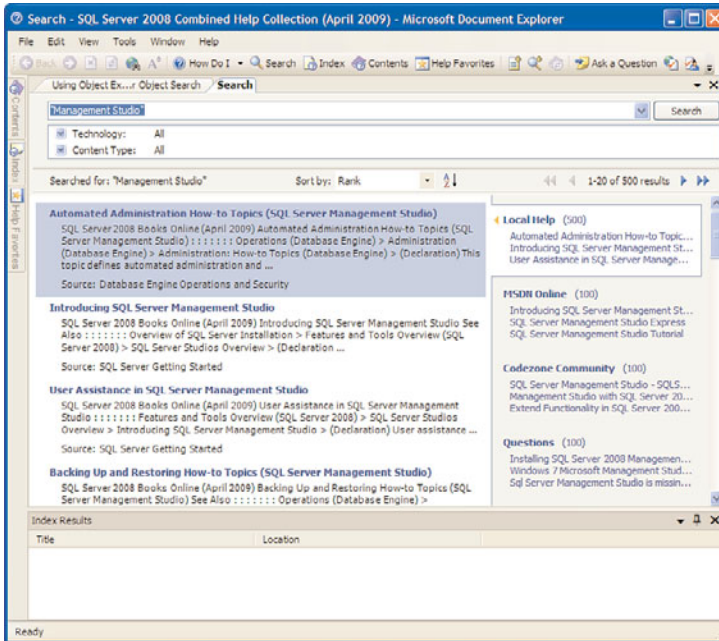 Search - SQL Server 2008 Combined Help Collection (April 2009) - Microsoft Document Explorer
File Edit View Tools Window Help
Back How Do I Search Index Contents Help Favorites Ask a Question
Using Object Ex...r Object Search Search
Contents
Index
Help Favorites
"Management Studio" Search
Technology: All
Content Type: All
Searched for: "Management Studio" Sort by: Rank 1-20 of 500 results
Automated Administration How-to Topics (SQL Server Management Studio)
SQL Server 2008 Books Online (April 2009) Automated Administration How-to Topics (SQL
Server Management Studio) : : : : : : : Operations (Database Engine) > Administration
(Database Engine) > Administration: How-to Topics (Database Engine) > (Declaration) This
topic defines automated administration and ...
Source: Database Engine Operations and Security
Introducing SQL Server Management Studio
SQL Server 2008 Books Online (April 2009) Introducing SQL Server Management Studio See
Also : : : : : : : Overview of SQL Server Installation > Features and Tools Overview (SQL
Server 2008) > SQL Server Studios Overview > (Declaration ...
Source: SQL Server Getting Started
User Assistance in SQL Server Management Studio
SQL Server 2008 Books Online (April 2009) User Assistance in SQL Server Management
Studio : : : : : : : Features and Tools Overview (SQL Server 2008) > SQL Server Studios
Overview > Introducing SQL Server Management Studio > (Declaration) User assistance ...
Source: SQL Server Getting Started
Backing Up and Restoring How-to Topics (SQL Server Management Studio)
SQL Server 2008 Books Online (April 2009) Backing Up and Restoring How-to Topics (SQL
Server Management Studio) See Also : : : : : : : Operations (Database Engine) >
Local Help (500)
Automated Administration How-to Topic...
Introducing SQL Server Management St...
User Assistance in SQL Server Manage...
MSDN Online (100)
Introducing SQL Server Management St...
SQL Server Management Studio Express
SQL Server Management Studio Tutorial
Codezone Community (100)
SQL Server Management Studio - SQLS...
Management Studio with SQL Server 20...
Extend Functionality in SQL Server 200...
Questions (100)
Installing SQL Server 2008 Managemen...
Windows 7 Microsoft Management Stud...
Sql Server Management Studio is missin...
Index Results
Title Location
Ready